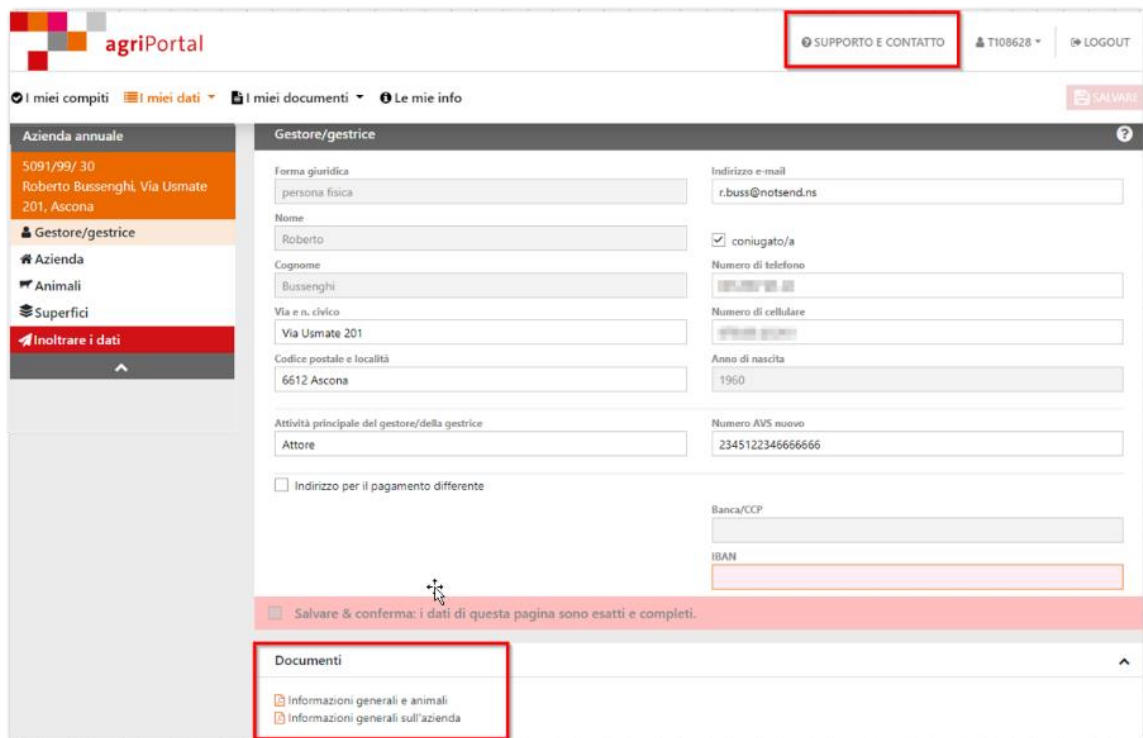 agriPortal
SUPPORTO E CONTATTO
T108628
LOGOUT
I miei compiti
I miei dati
I miei documenti
Le mie info
SALVARE
Azienda annuale
5091/99/ 30
Roberto Bussenghi, Via Usmate
201, Ascona
Gestore/gestrice
Azienda
Animali
Superfici
Inoltrare i dati
Gestore/gestrice
Forma giuridica
persona fisica
Indirizzo e-mail
r.buss@notsend.ns
Nome
Roberto
coniugato/a
Cognome
Bussenghi
Numero di telefono
Via e n. civico
Via Usmate 201
Numero di cellulare
Codice postale e località
6612 Ascona
Anno di nascita
1960
Attività principale del gestore/della gestrice
Attore
Numero AVS nuovo
2345122346666666
Indirizzo per il pagamento differente
Banca/CCP
IBAN
Salvare & conferma: i dati di questa pagina sono esatti e completi.
Documenti
Informazioni generali e animali
Informazioni generali sull'azienda